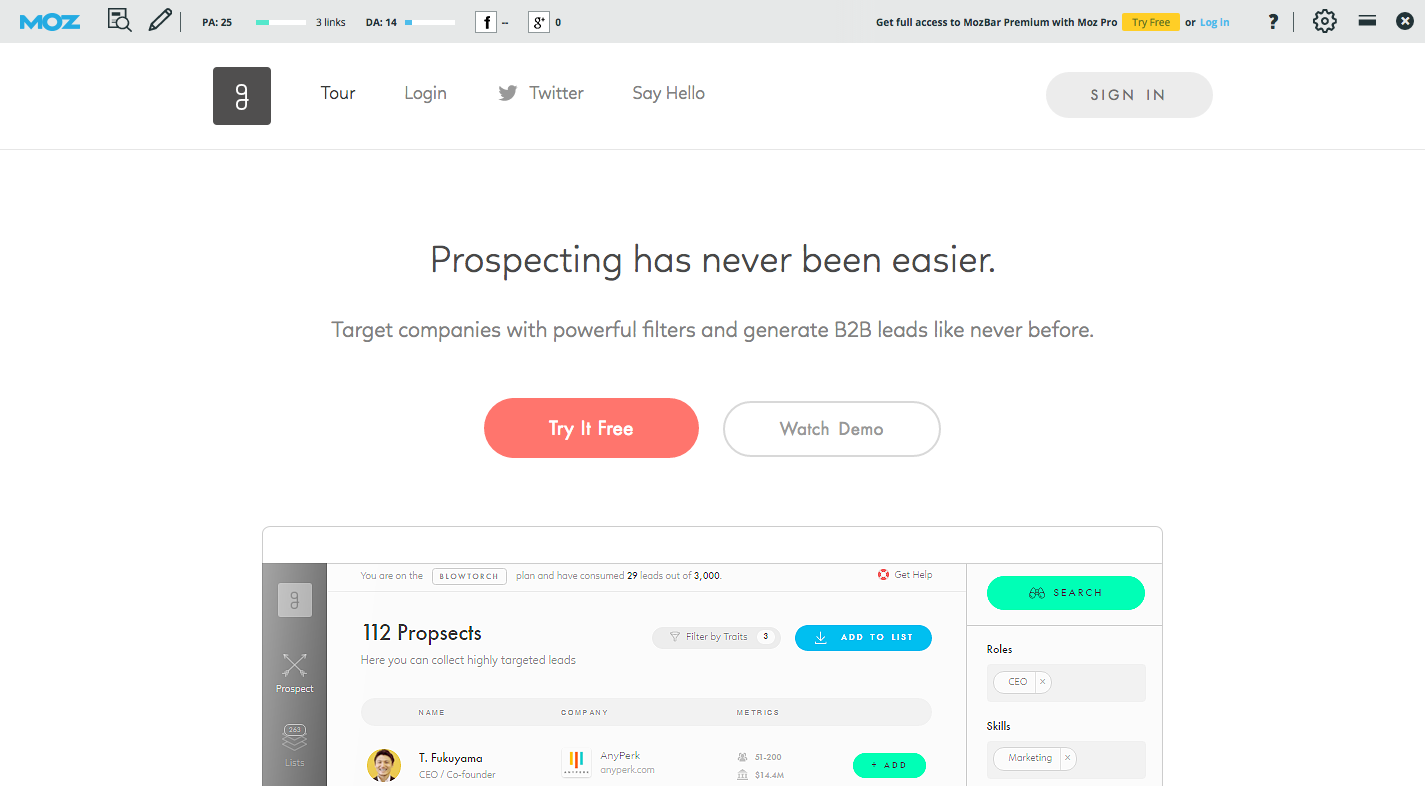 MOZ PA: 25 3 links DA: 14 f -- g+ 0 Get full access to MozBar Premium with Moz Pro Try Free or Log in ?
g Tour Login Twitter Say Hello SIGN IN
Prospecting has never been easier.
Target companies with powerful filters and generate B2B leads like never before.
Try It Free Watch Demo
You are on the BLOWTORCH plan and have consumed 29 leads out of 3,000. Get Help
SEARCH
g
112 Propsects Filter by Traits 3 ADD TO LIST
Here you can collect highly targeted leads
Prospect
NAME COMPANY METRICS
263
Lists
T. Fukuyama AnyPerk 51-200 + ADD
CEO / Co-founder anyperk.com $14.4M
Roles
CEO ×
Skills
Marketing ×